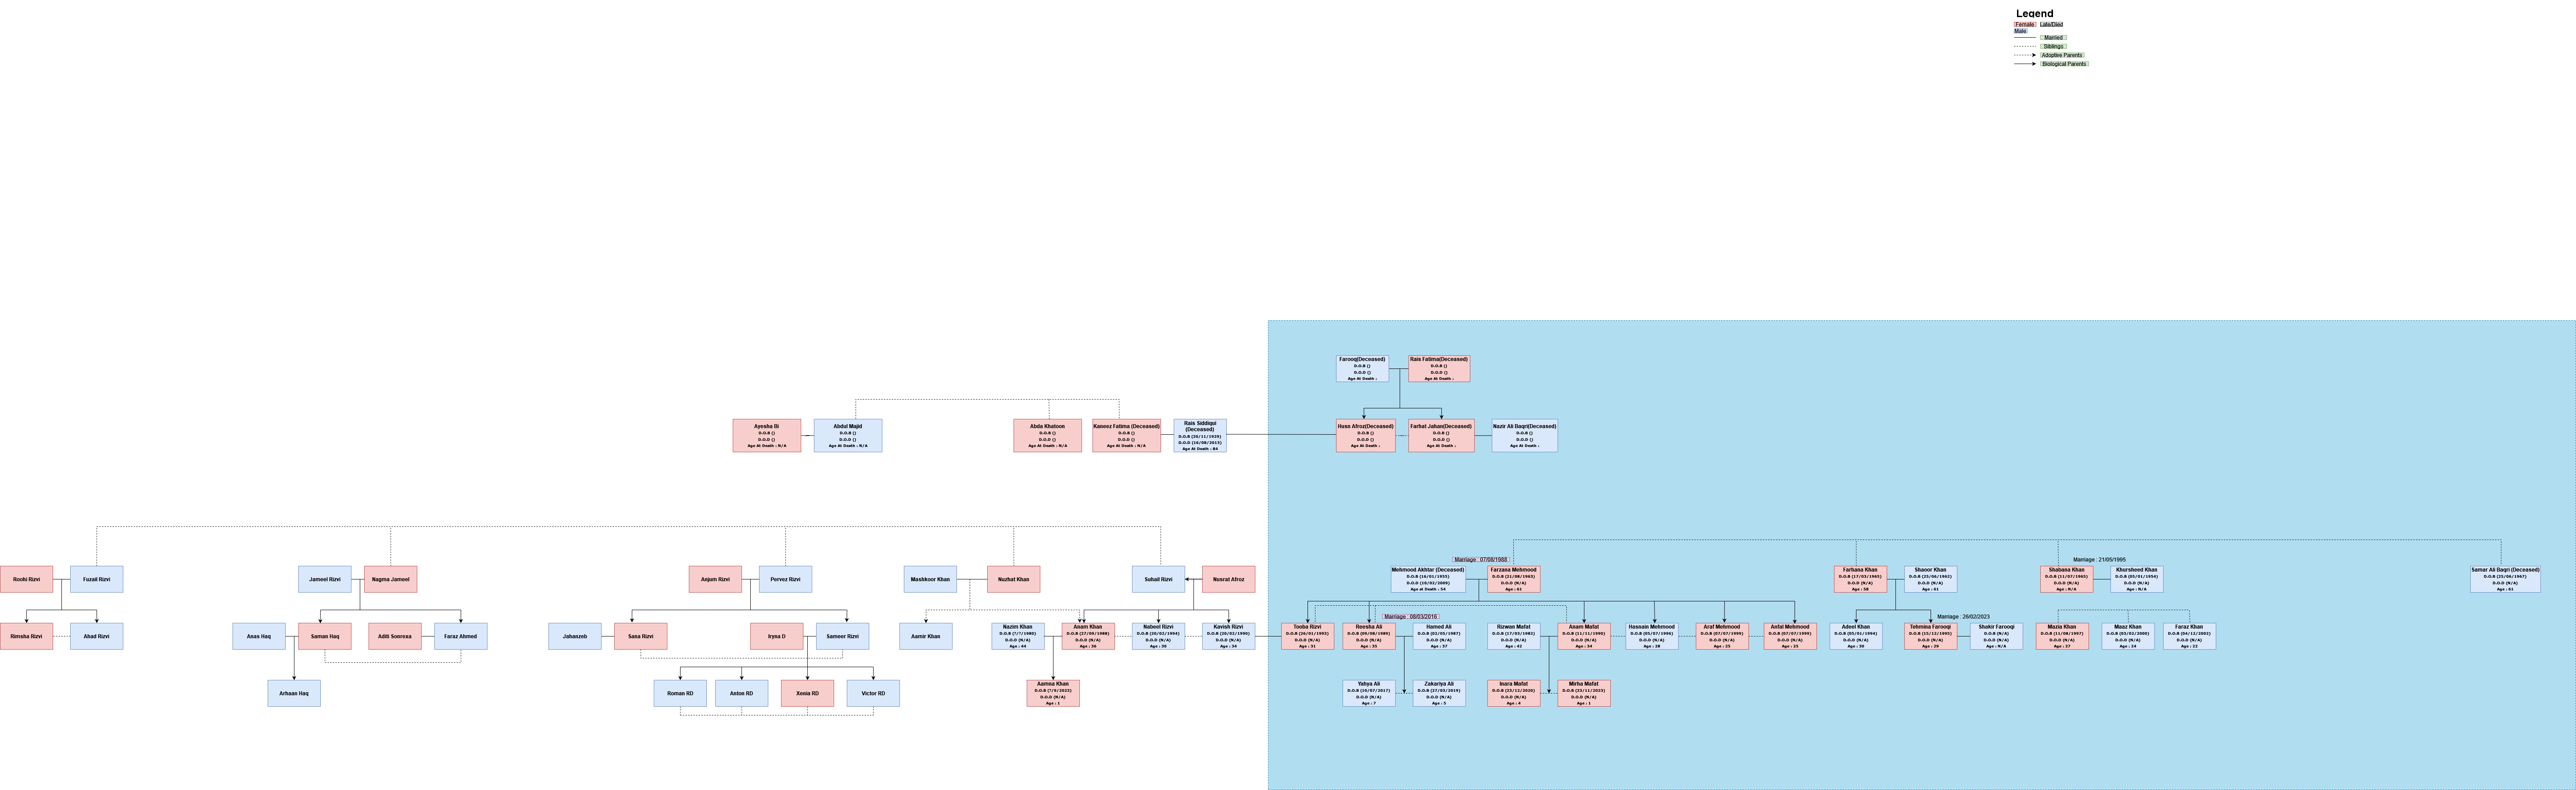 Legend
Female Late/Died
Male
Married
Siblings
Adoptive Parents
Biological Parents
Farooq(Deceased)
D.O.B ()
D.O.D ()
Age At Death :
Rais Fatima(Deceased)
D.O.B ()
D.O.D ()
Age At Death :
Ayesha Bi
D.O.B ()
D.O.D ()
Age At Death : N/A
Abdul Majid
D.O.B ()
D.O.D ()
Age At Death : N/A
Abda Khatoon
D.O.B ()
D.O.D ()
Age At Death : N/A
Kaneez Fatima (Deceased)
D.O.B ()
D.O.D ()
Age At Death : N/A
Rais Siddiqui
(Deceased)
D.O.B (25/11/1929)
D.O.D (16/08/2013)
Age At Death : 84
Husn Afroz(Deceased)
D.O.B ()
D.O.D ()
Age At Death :
Farhat Jahan(Deceased)
D.O.B ()
D.O.D ()
Age At Death :
Nazir Ali Baqri(Deceased)
D.O.B ()
D.O.D ()
Age At Death :
Marriage : 07/08/1988
Marriage : 21/05/1995
Roohi Rizvi
Fuzail Rizvi
Jameel Rizvi
Nagma Jameel
Anjum Rizvi
Pervez Rizvi
Mashkoor Khan
Nuzhat Khan
Suhail Rizvi
Nusrat Afroz
Mehmood Akhtar (Deceased)
D.O.B (16/01/1955)
D.O.D (10/02/2009)
Age at Death : 54
Farzana Mehmood
D.O.B (21/08/1963)
D.O.D (N/A)
Age : 61
Farhana Khan
D.O.B (17/03/1965)
D.O.D (N/A)
Age : 58
Shaoor Khan
D.O.B (25/06/1962)
D.O.D (N/A)
Age : 61
Shabana Khan
D.O.B (11/07/1965)
D.O.D (N/A)
Age : N/A
Khursheed Khan
D.O.B (05/01/1954)
D.O.D (N/A)
Age : N/A
Samar Ali Baqri (Deceased)
D.O.B (25/06/1967)
D.O.D (N/A)
Age : 61
Marriage : 08/03/2016
Marriage : 26/02/2023
Rimsha Rizvi
Ahad Rizvi
Anas Haq
Saman Haq
Aditi Sonrexa
Faraz Ahmed
Jahanzeb
Sana Rizvi
Iryna D
Sameer Rizvi
Aamir Khan
Nazim Khan
D.O.B (?/?/1980)
D.O.D (N/A)
Age : 44
Anam Khan
D.O.B (27/09/1988)
D.O.D (N/A)
Age : 36
Nabeel Rizvi
D.O.B (20/02/1994)
D.O.D (N/A)
Age : 30
Kavish Rizvi
D.O.B (20/02/1990)
D.O.D (N/A)
Age : 34
Tooba Rizvi
D.O.B (26/01/1993)
D.O.D (N/A)
Age : 31
Reesha Ali
D.O.B (09/08/1989)
D.O.D (N/A)
Age : 35
Hamed Ali
D.O.B (02/03/1987)
D.O.D (N/A)
Age : 37
Rizwan Mafat
D.O.B (17/03/1982)
D.O.D (N/A)
Age : 42
Anam Mafat
D.O.B (11/11/1990)
D.O.D (N/A)
Age : 34
Hasnain Mehmood
D.O.B (05/07/1996)
D.O.D (N/A)
Age : 28
Araf Mehmood
D.O.B (07/07/1999)
D.O.D (N/A)
Age : 25
Anfal Mehmood
D.O.B (07/07/1999)
D.O.D (N/A)
Age : 25
Adeel Khan
D.O.B (05/01/1994)
D.O.D (N/A)
Age : 30
Tehmina Farooqi
D.O.B (15/12/1995)
D.O.D (N/A)
Age : 29
Shakir Farooqi
D.O.B (N/A)
D.O.D (N/A)
Age : N/A
Mazia Khan
D.O.B (11/08/1997)
D.O.D (N/A)
Age : 27
Maaz Khan
D.O.B (03/02/2000)
D.O.D (N/A)
Age : 24
Faraz Khan
D.O.B (04/12/2002)
D.O.D (N/A)
Age : 22
Arhaan Haq
Roman RD
Anton RD
Xenia RD
Victor RD
Aamna Khan
D.O.B (?/9/2023)
D.O.D (N/A)
Age : 1
Yahya Ali
D.O.B (10/07/2017)
D.O.D (N/A)
Age : 7
Zakariya Ali
D.O.B (27/03/2019)
D.O.D (N/A)
Age : 5
Inara Mafat
D.O.B (23/12/2020)
D.O.D (N/A)
Age : 4
Mirha Mafat
D.O.B (23/11/2023)
D.O.D (N/A)
Age : 1